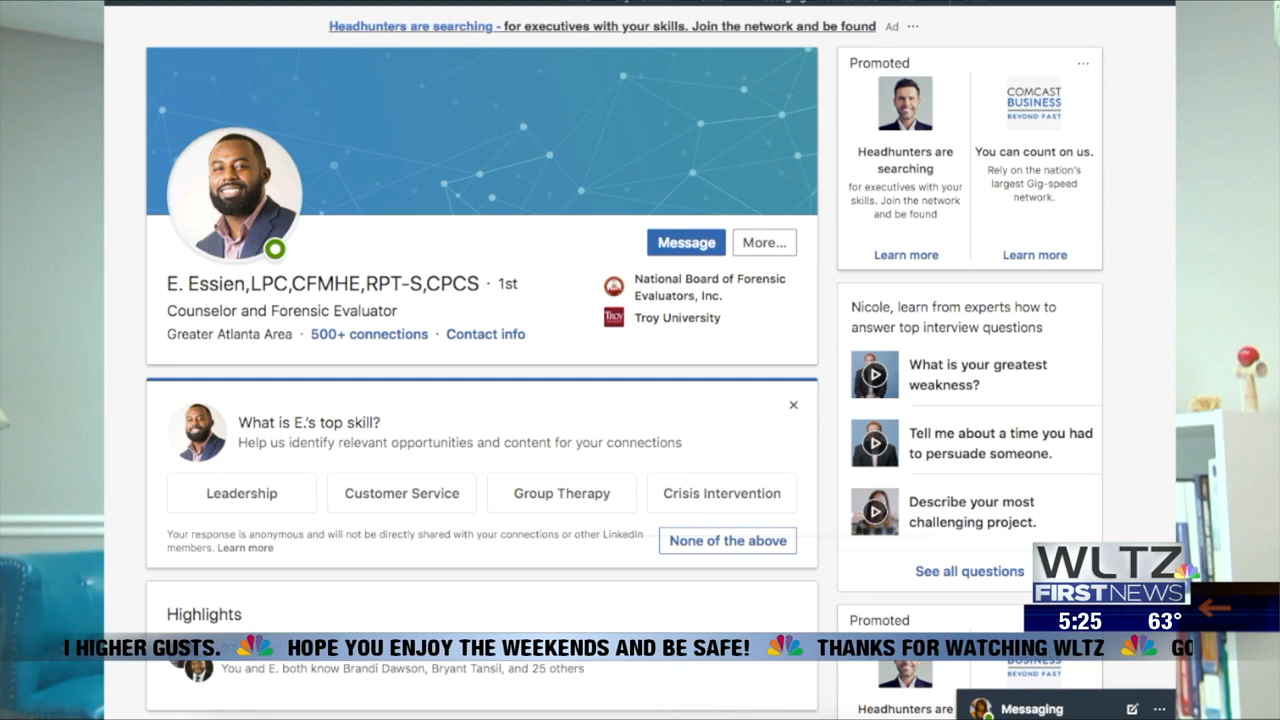 Headhunters are searching - for executives with your skills. Join the network and be found Ad ...
Message
More...
E. Essien,LPC,CFMHE,RPT-S,CPCS · 1st
Counselor and Forensic Evaluator
Greater Atlanta Area · 500+ connections · Contact info
National Board of Forensic
Evaluators, Inc.
TROY
Troy University
What is E.'s top skill?
Help us identify relevant opportunities and content for your connections
Leadership
Customer Service
Group Therapy
Crisis Intervention
Your response is anonymous and will not be directly shared with your connections or other LinkedIn
members. Learn more
None of the above
Highlights
You and E. both know Brandi Dawson, Bryant Tansil, and 25 others
Promoted
...
Headhunters are
searching
for executives with your
skills. Join the network
and be found
Learn more
COMCAST
BUSINESS
BEYOND FAST
You can count on us.
Rely on the nation's
largest Gig-speed
network.
Learn more
Nicole, learn from experts how to
answer top interview questions
What is your greatest
weakness?
Tell me about a time you had
to persuade someone.
Describe your most
challenging project.
See all questions
Promoted
BUSINESS
BEYOND FAST
Headhunters are
Messaging
...
WLTZ
FIRST NEWS
5:25 63°
HIGHER GUSTS. HOPE YOU ENJOY THE WEEKENDS AND BE SAFE! THANKS FOR WATCHING WLTZ